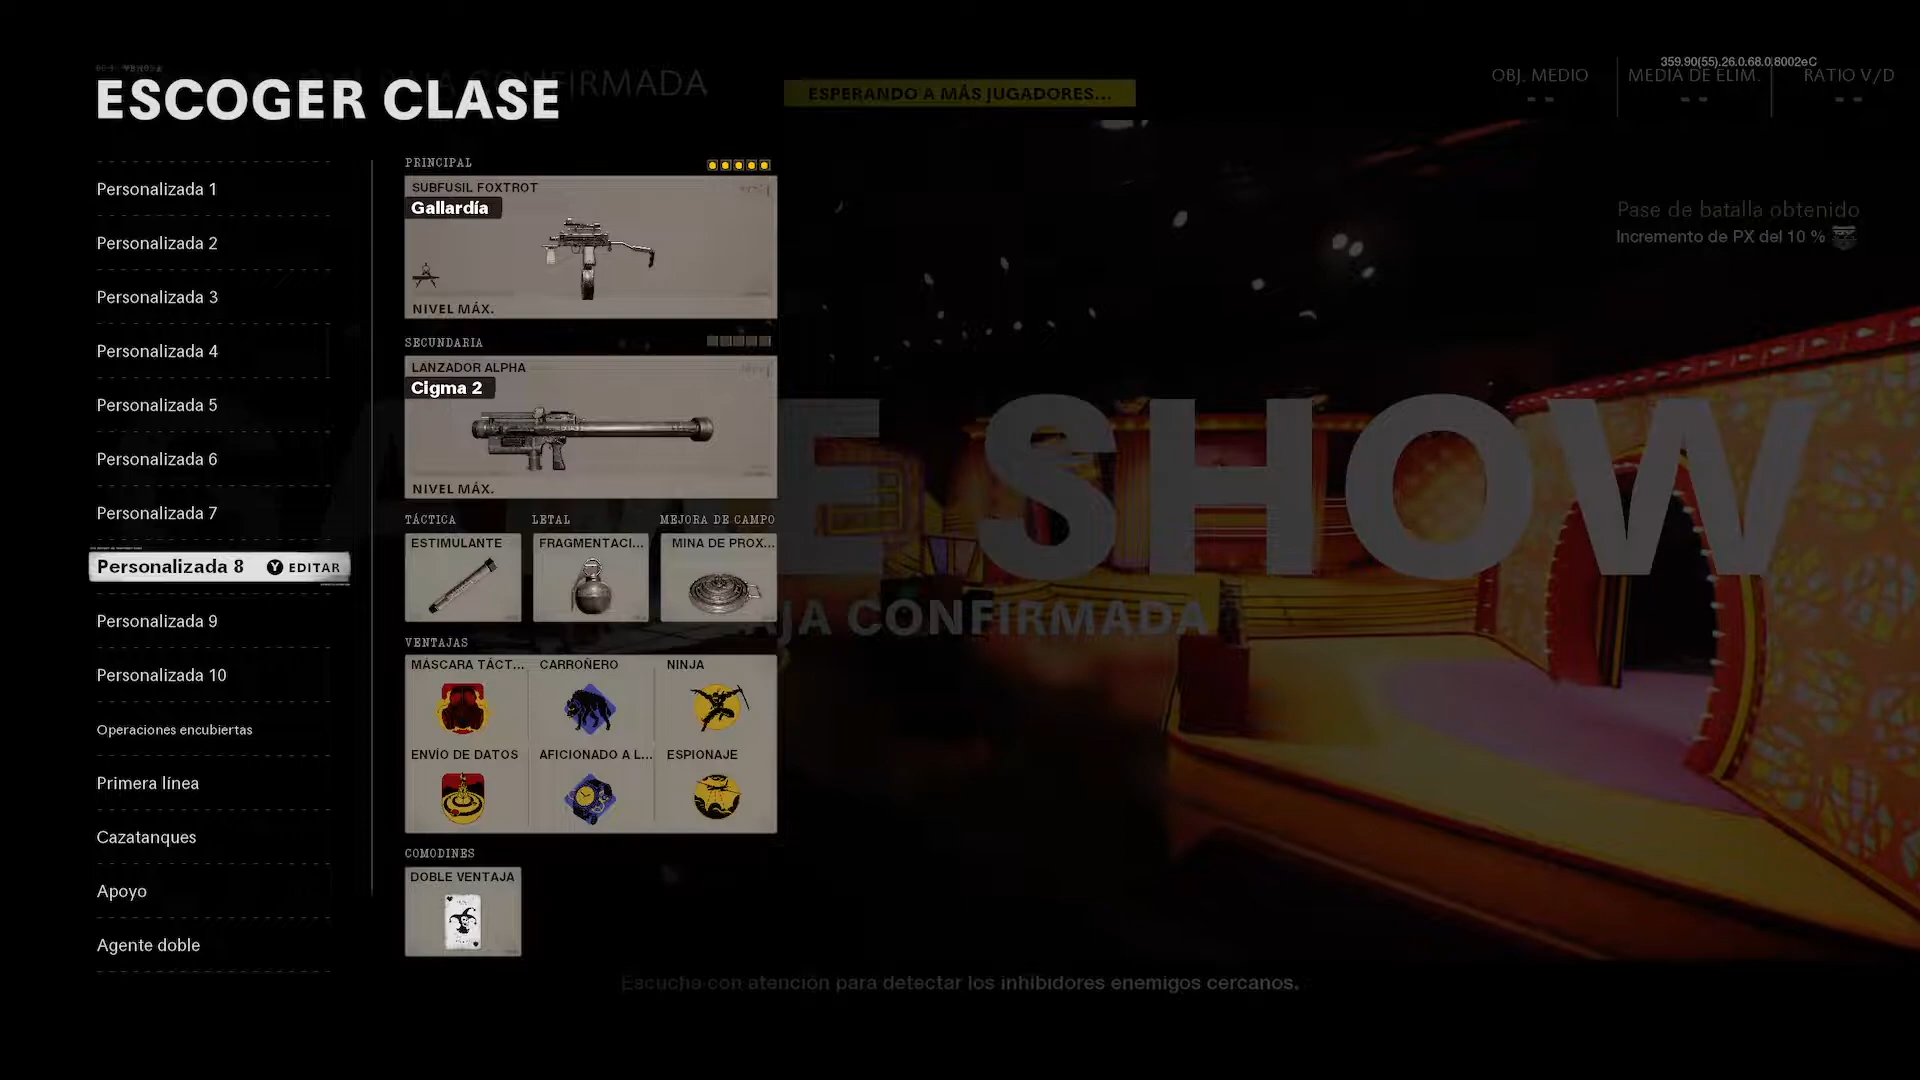 ESCOGER CLASE
BAJA CONFIRMADA
ESPERANDO A MÁS JUGADORES...
359.90(55).26.0.68.0.8002eC
OBJ. MEDIO
MEDIA DE ELIM.
RATIO V/D
-- -- --
Pase de batalla obtenido
Incremento de PX del 10 %
Personalizada 1
Personalizada 2
Personalizada 3
Personalizada 4
Personalizada 5
Personalizada 6
Personalizada 7
Personalizada 8 Y EDITAR
Personalizada 9
Personalizada 10
Operaciones encubiertas
Primera línea
Cazatanques
Apoyo
Agente doble
PRINCIPAL
SUBFUSIL FOXTROT
Gallardía
NIVEL MÁX.
SECUNDARIA
LANZADOR ALPHA
Cigma 2
NIVEL MÁX.
TÁCTICA
LETAL
MEJORA DE CAMPO
ESTIMULANTE
FRAGMENTACI...
MINA DE PROX...
VENTAJAS
MÁSCARA TÁCT...
CARROÑERO
NINJA
ENVÍO DE DATOS
AFICIONADO A L...
ESPIONAJE
COMODINES
DOBLE VENTAJA
GAME SHOW
BAJA CONFIRMADA
Escucha con atención para detectar los inhibidores enemigos cercanos.